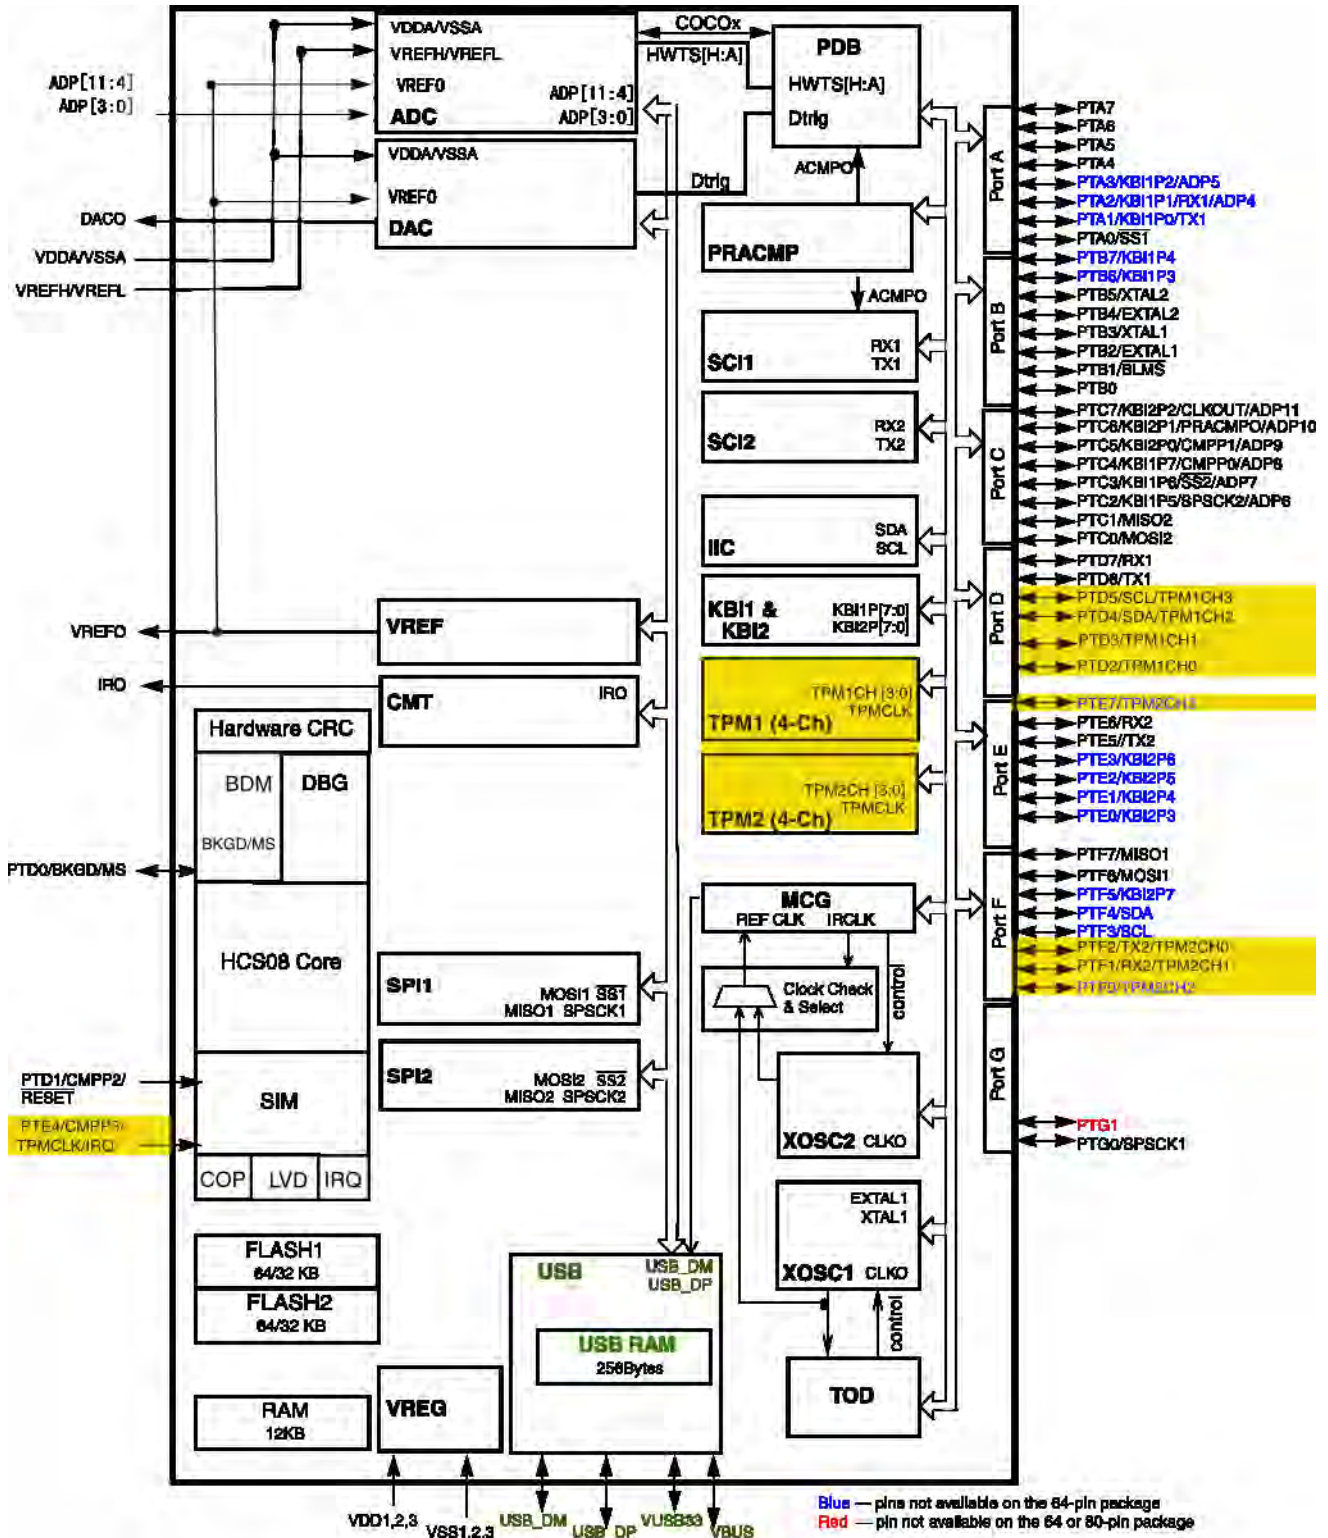 VDDA/VSSA
VREFH/VREFL
VREFO
ADC
ADP[11:4]
ADP[3:0]
ADP[11:4]
ADP[3:0]
COCOx
HWTS[H:A]
PDB
HWTS[H:A]
Dtrig
VDDA/VSSA
VREFO
DAC
Dtrig
ACMPO
DACO
VDDA/VSSA
VREFH/VREFL
PRACMP
ACMPO
SCI1
RX1
TX1
SCI2
RX2
TX2
IIC
SDA
SCL
KBI1 &
KBI2
KBI1P[7:0]
KBI2P[7:0]
VREFO
VREF
IRO
CMT
IRO
TPM1CH [3:0]
TPMCLK
TPM1 (4-Ch)
TPM2CH [3:0]
TPMCLK
TPM2 (4-Ch)
Hardware CRC
BDM
DBG
BKGD/MS
PTD0/BKGD/MS
HCS08 Core
SIM
PTD1/CMPP2/
RESET
PTE4/CMPP3/
TPMCLK/IRQ
COP
LVD
IRQ
SPI1
MOSI1 SS1
MISO1 SPSCK1
SPI2
MOSI2 SS2
MISO2 SPSCK2
MCG
REF CLK IRCLK
Clock Check
& Select
control
XOSC2 CLKO
EXTAL1
XTAL1
XOSC1 CLKO
control
TOD
FLASH1
64/32 KB
FLASH2
64/32 KB
RAM
12KB
VREG
USB
USB_DM
USB_DP
USB RAM
256Bytes
VDD1,2,3
VSS1,2,3
USB_DM
USB_DP
VUSB33
VBUS
Port A
PTA7
PTA6
PTA5
PTA4
PTA3/KBI1P2/ADP5
PTA2/KBI1P1/RX1/ADP4
PTA1/KBI1P0/TX1
PTA0/SS1
Port B
PTB7/KBI1P4
PTB6/KBI1P3
PTB5/XTAL2
PTB4/EXTAL2
PTB3/XTAL1
PTB2/EXTAL1
PTB1/BLMS
PTB0
Port C
PTC7/KBI2P2/CLKOUT/ADP11
PTC6/KBI2P1/PRACMPO/ADP10
PTC5/KBI2P0/CMPP1/ADP9
PTC4/KBI1P7/CMPP0/ADP8
PTC3/KBI1P6/SS2/ADP7
PTC2/KBI1P5/SPSCK2/ADP6
PTC1/MISO2
PTC0/MOSI2
Port D
PTD7/RX1
PTD6/TX1
PTD5/SCL/TPM1CH3
PTD4/SDA/TPM1CH2
PTD3/TPM1CH1
PTD2/TPM1CH0
Port E
PTE7/TPM2CH3
PTE6/RX2
PTE5//TX2
PTE3/KBI2P6
PTE2/KBI2P5
PTE1/KBI2P4
PTE0/KBI2P3
Port F
PTF7/MISO1
PTF6/MOSI1
PTF5/KBI2P7
PTF4/SDA
PTF3/SCL
PTF2/TX2/TPM2CH0
PTF1/RX2/TPM2CH1
PTF0/TPM2CH2
Port G
PTG1
PTG0/SPSCK1
Blue — pins not available on the 64-pin package
Red — pin not available on the 64 or 80-pin package